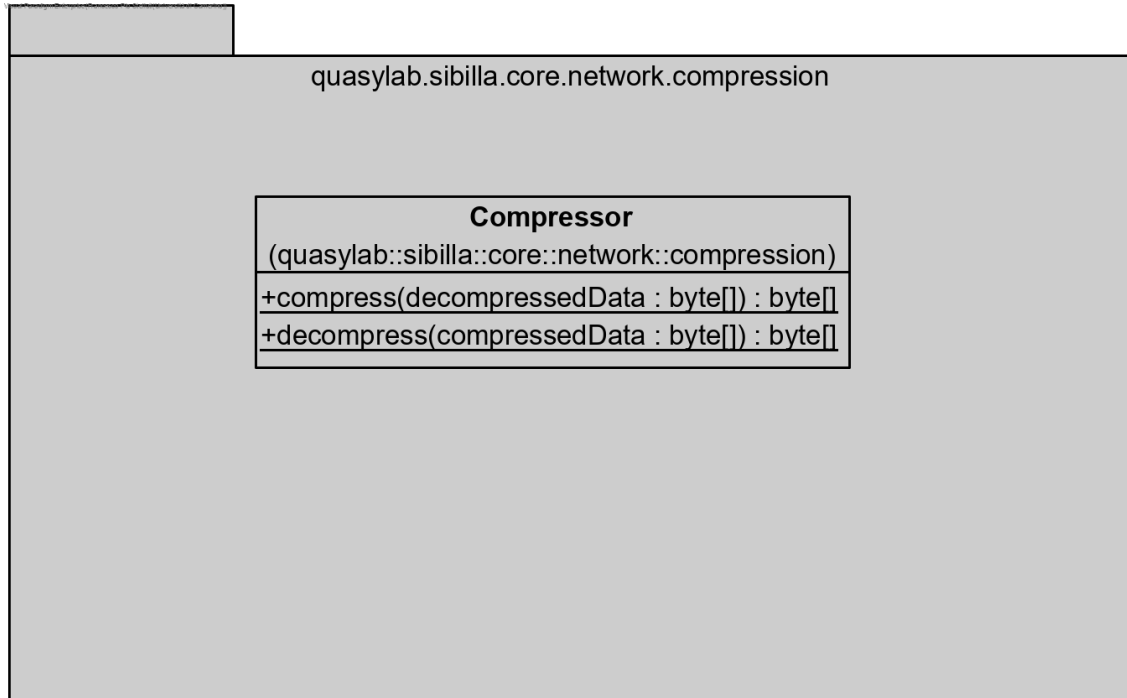 quasylab.sibilla.core.network.compression
Compressor
(quasylab::sibilla::core::network::compression)
+compress(decompressedData : byte[]) : byte[]
+decompress(compressedData : byte[]) : byte[]